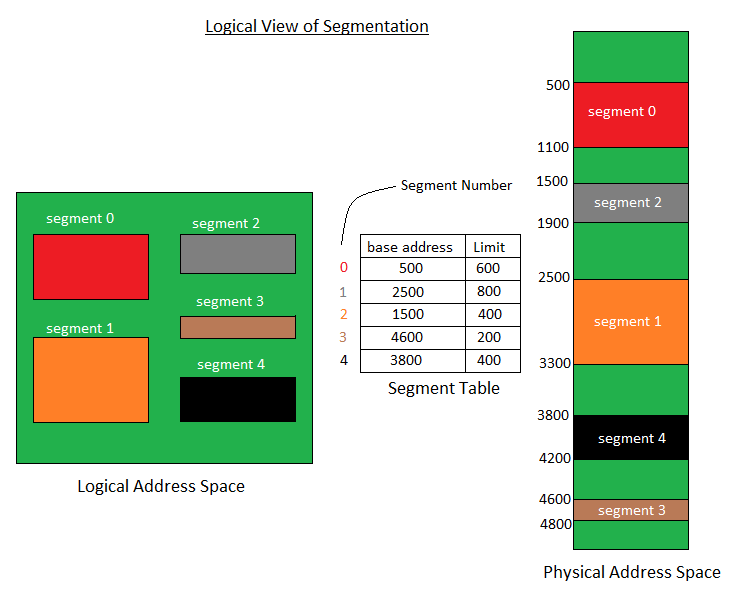 Logical View of Segmentation
segment 0
segment 2
segment 3
segment 1
segment 4
Logical Address Space
Segment Number
base address Limit
0 500 600
1 2500 800
2 1500 400
3 4600 200
4 3800 400
Segment Table
500
segment 0
1100
1500
segment 2
1900
2500
segment 1
3300
3800
segment 4
4200
4600
segment 3
4800
Physical Address Space